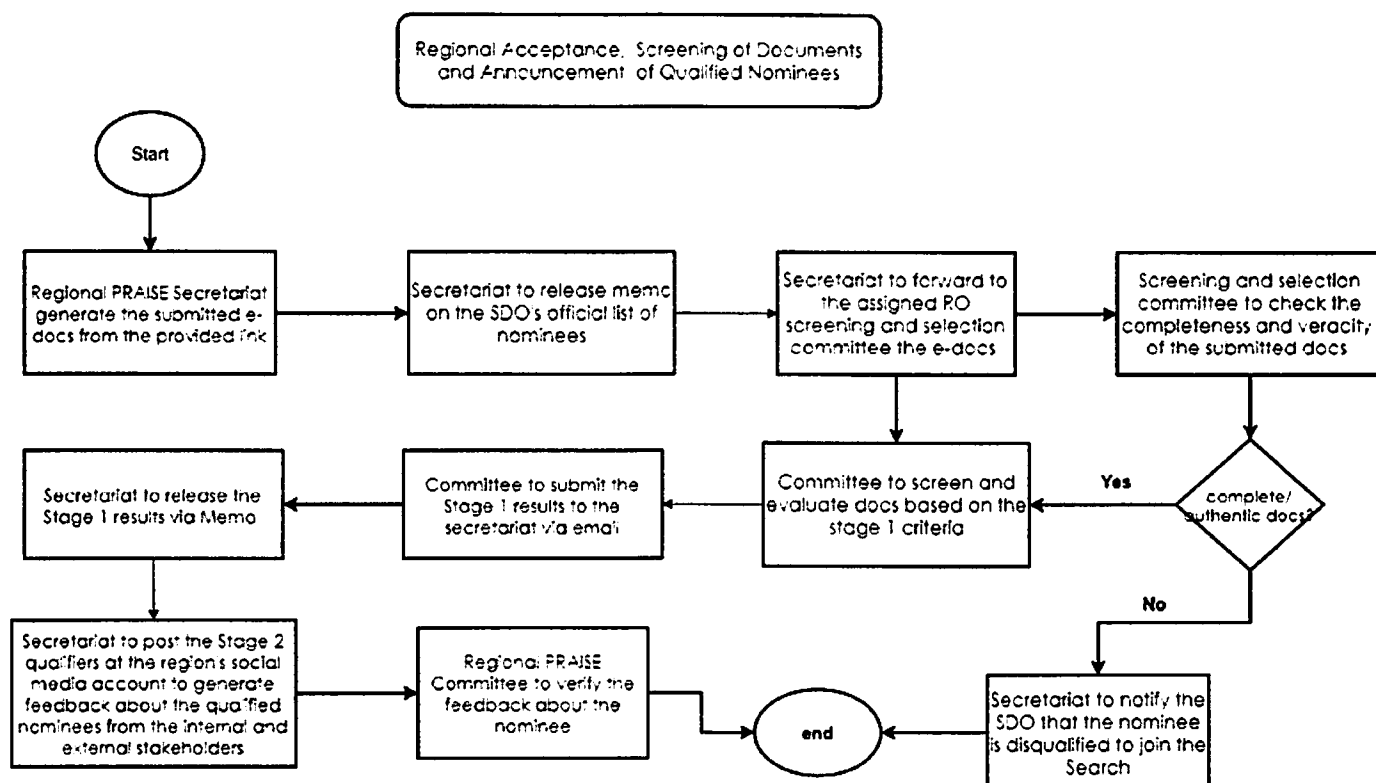 Regional Acceptance, Screening of Documents
and Announcement of Qualified Nominees
Start
Regional PRAISE Secretariat
generate the submitted e-
docs from the provided link
Secretariat to release memo
on the SDO's official list of
nominees
Secretariat to forward to
the assigned RO
screening and selection
committee the e-docs
Screening and selection
committee to check the
completeness and veracity
of the submitted docs
complete/
authentic docs?
Yes
No
Committee to screen and
evaluate docs based on the
stage 1 criteria
Committee to submit the
Stage 1 results to the
secretariat via email
Secretariat to release the
Stage 1 results via Memo
Secretariat to post the Stage 2
qualifiers at the region's social
media account to generate
feedback about the qualified
nominees from the internal and
external stakeholders
Regional PRAISE
Committee to verify the
feedback about the
nominee
end
Secretariat to notify the
SDO that the nominee
is disqualified to join the
Search